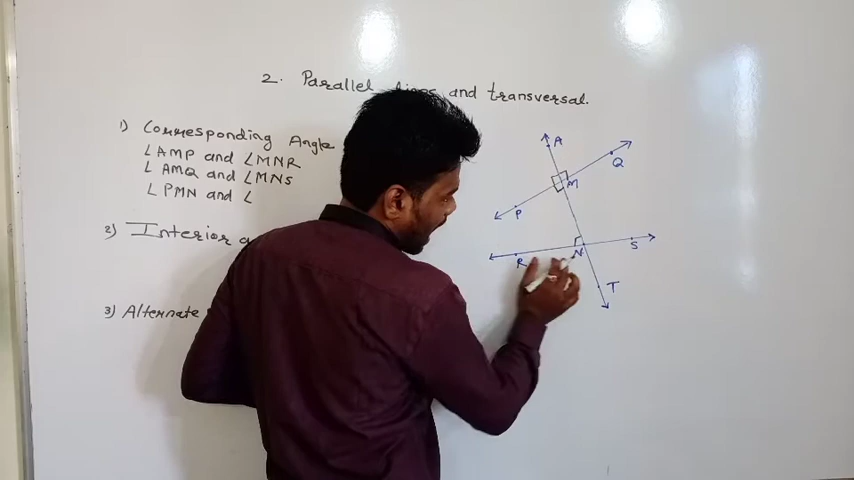 2. Parallel lines and transversal.
1) Corresponding Angle
∠AMP and ∠MNR
∠AMQ and ∠MNS
∠PMN and ∠
2) Interior a
3) Alternate
A
Q
M
P
S
N
R
T